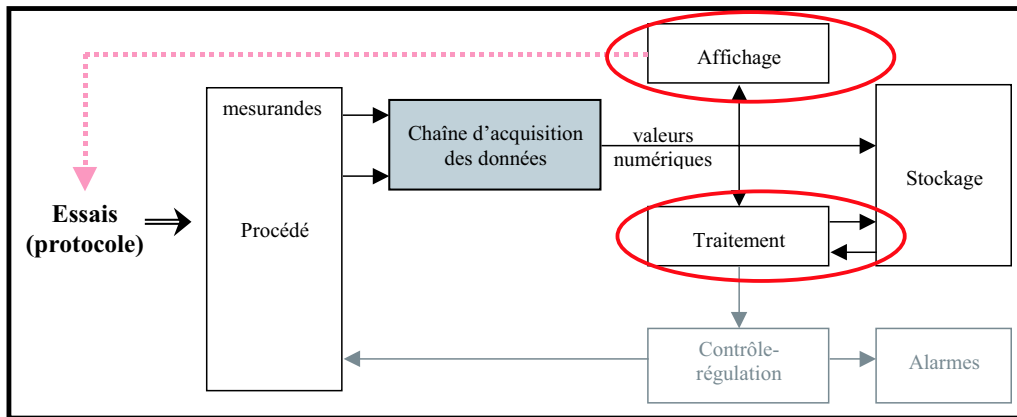 Affichage
mesurandes
Chaîne d’acquisition
des données
valeurs
numériques
Stockage
Essais
(protocole)
Procédé
Traitement
Contrôle-
régulation
Alarmes